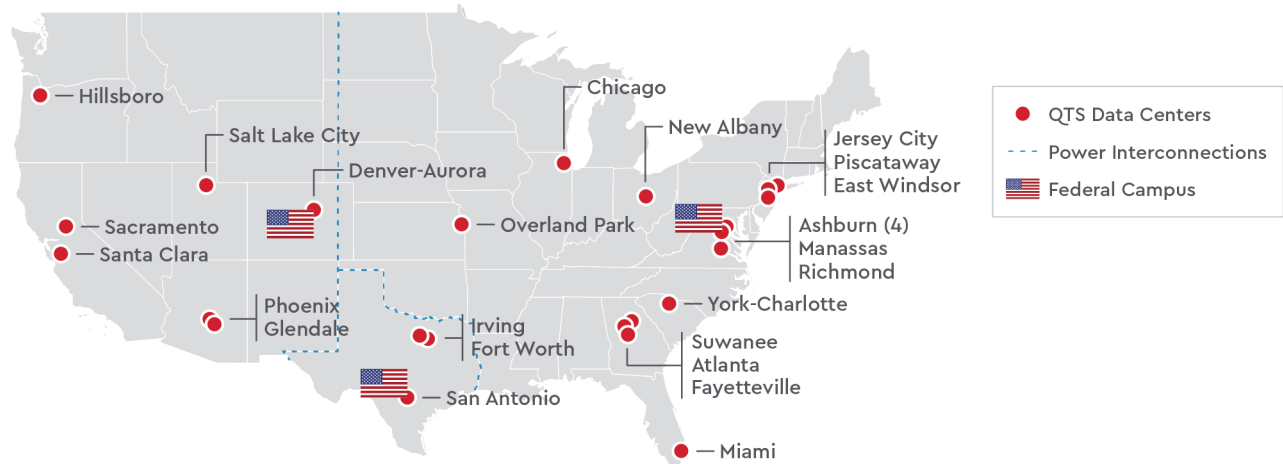 Hillsboro
Salt Lake City
Denver-Aurora
Sacramento
Santa Clara
Phoenix
Glendale
Overland Park
Irving
Fort Worth
San Antonio
Chicago
New Albany
Jersey City
Piscataway
East Windsor
Ashburn (4)
Manassas
Richmond
York-Charlotte
Suwanee
Atlanta
Fayetteville
Miami
QTS Data Centers
Power Interconnections
Federal Campus